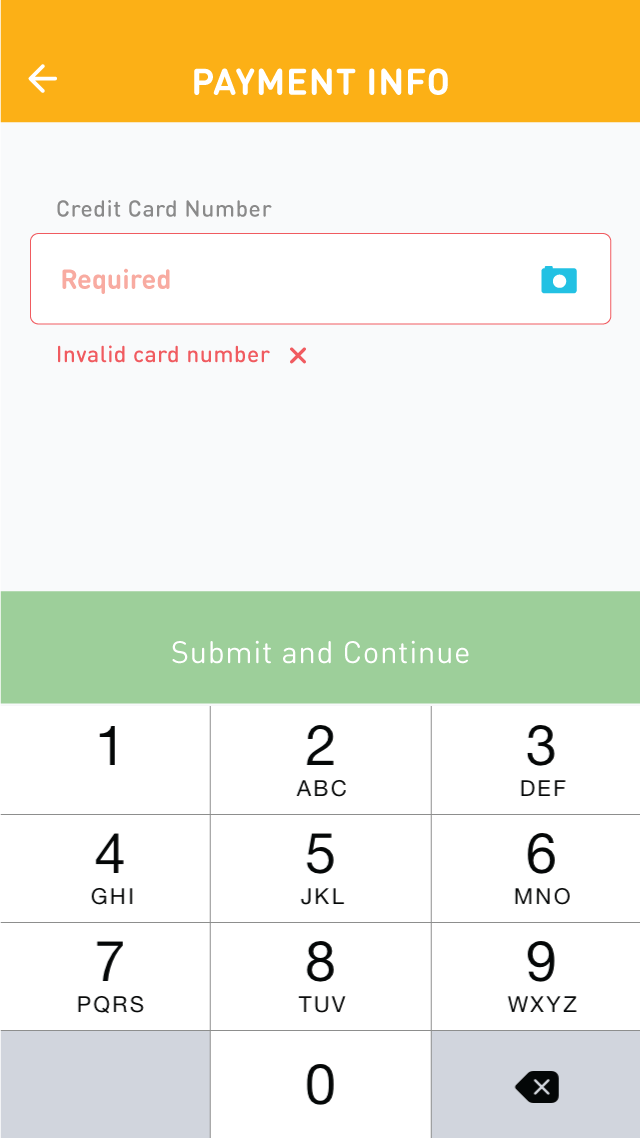 PAYMENT INFO
Credit Card Number
Required
Invalid card number
Submit and Continue
1 2 3
ABC DEF
4 5 6
GHI JKL MNO
7 8 9
PQRS TUV WXYZ
0